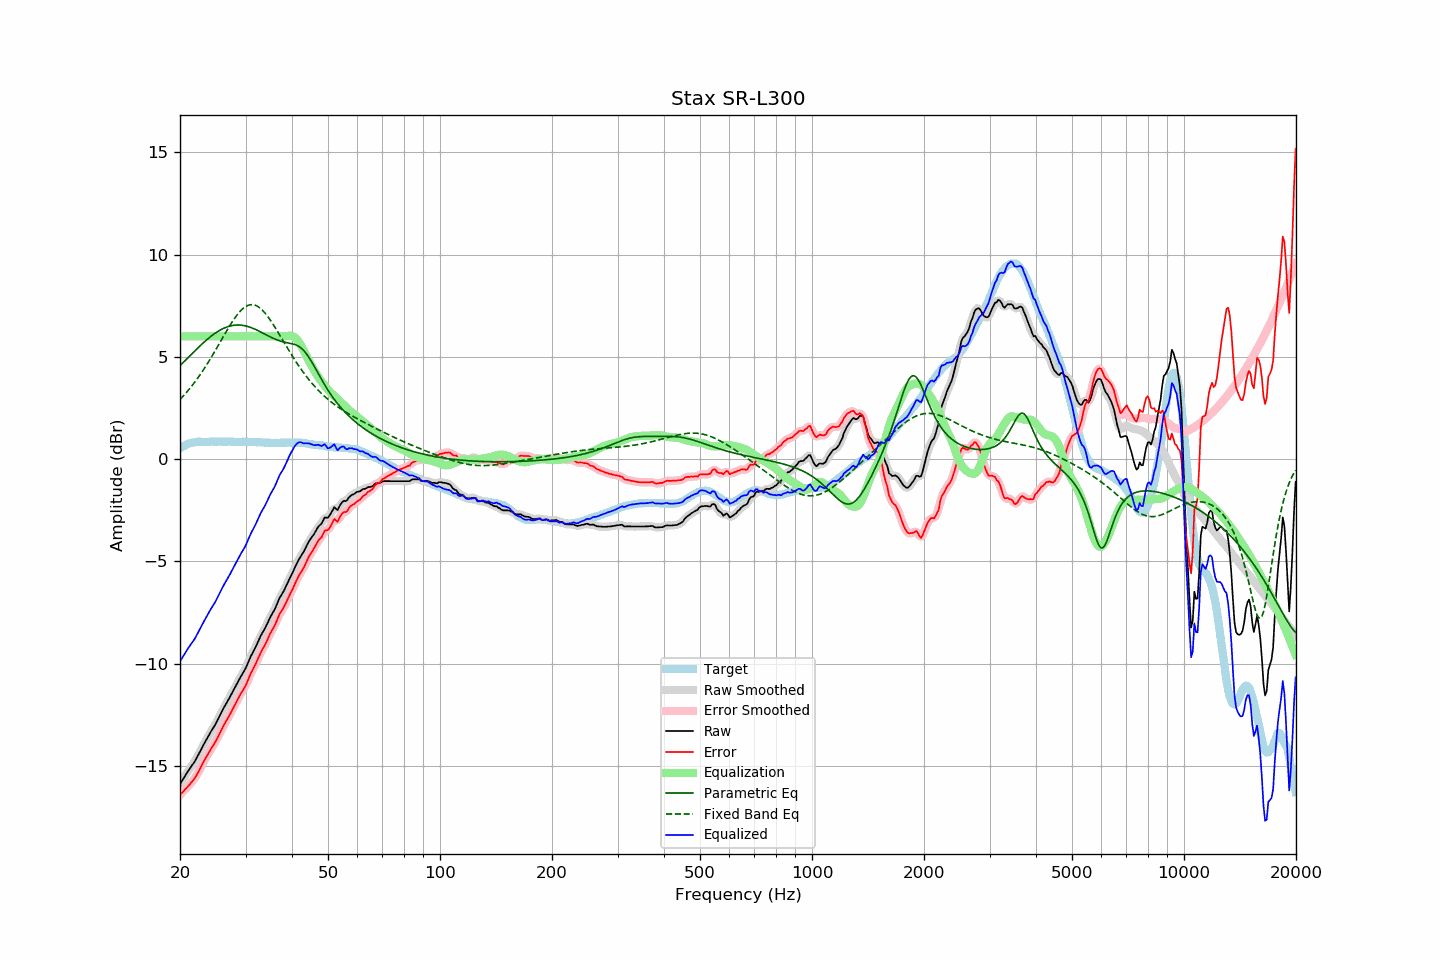 Stax SR-L300
Amplitude (dBr)
15
10
5
0
−5
−10
−15
Target
Raw Smoothed
Error Smoothed
Raw
Error
Equalization
Parametric Eq
Fixed Band Eq
Equalized
20 50 100 200 500 1000 2000 5000 10000 20000
Frequency (Hz)